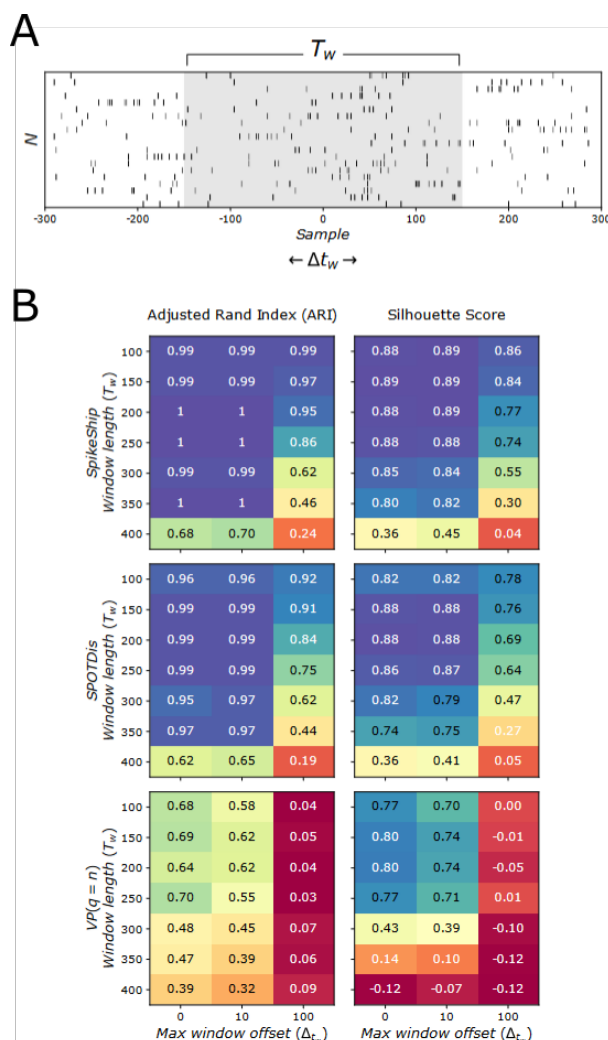 A
T_w
N
-300 -200 -100 0 100 200 300
Sample
← Δt_w →
B
Adjusted Rand Index (ARI) Silhouette Score
SpikeShip
Window length (T_w)
100 0.99 0.99 0.99 0.88 0.89 0.86
150 0.99 0.99 0.97 0.89 0.89 0.84
200 1 1 0.95 0.88 0.89 0.77
250 1 1 0.86 0.88 0.88 0.74
300 0.99 0.99 0.62 0.85 0.84 0.55
350 1 1 0.46 0.80 0.82 0.30
400 0.68 0.70 0.24 0.36 0.45 0.04
SPOTDis
Window length (T_w)
100 0.96 0.96 0.92 0.82 0.82 0.78
150 0.99 0.99 0.91 0.88 0.88 0.76
200 0.99 0.99 0.84 0.88 0.88 0.69
250 0.99 0.99 0.75 0.86 0.87 0.64
300 0.95 0.97 0.62 0.82 0.79 0.47
350 0.97 0.97 0.44 0.74 0.75 0.27
400 0.62 0.65 0.19 0.36 0.41 0.05
VP(q = n)
Window length (T_w)
100 0.68 0.58 0.04 0.77 0.70 0.00
150 0.69 0.62 0.05 0.80 0.74 -0.01
200 0.64 0.62 0.04 0.80 0.74 -0.05
250 0.70 0.55 0.03 0.77 0.71 0.01
300 0.48 0.45 0.07 0.43 0.39 -0.10
350 0.47 0.39 0.06 0.14 0.10 -0.12
400 0.39 0.32 0.09 -0.12 -0.07 -0.12
0 10 100 0 10 100
Max window offset (Δ_tw) Max window offset (Δ_tw)